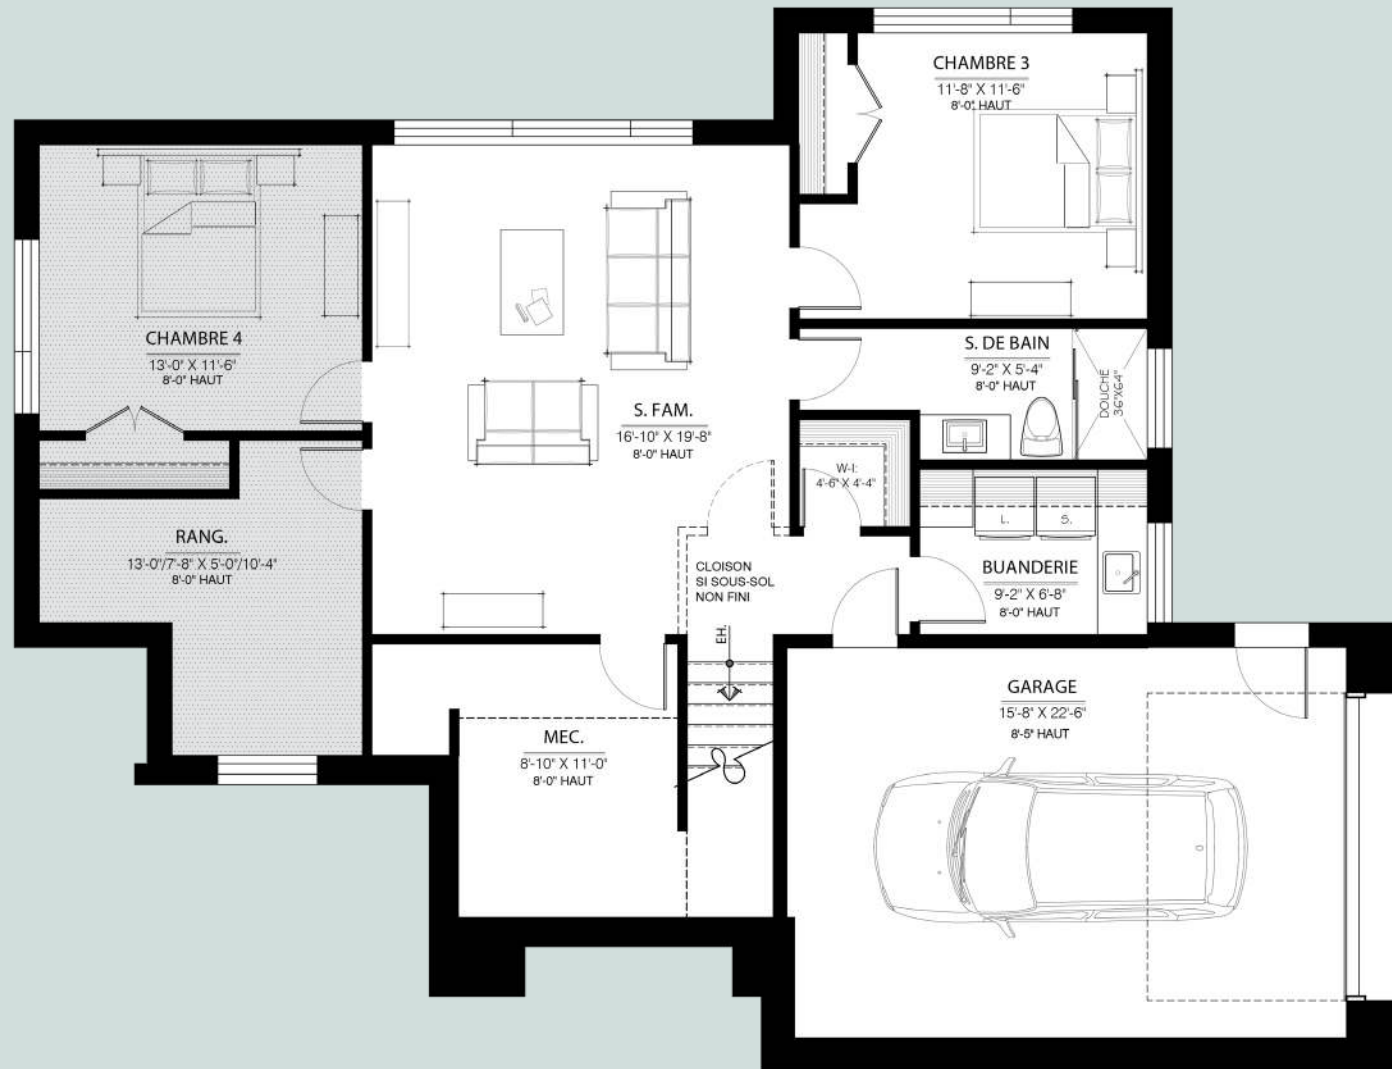 CHAMBRE 3
11'-8" X 11'-6"
8'-0" HAUT
CHAMBRE 4
13'-0" X 11'-6"
8'-0" HAUT
S. DE BAIN
9'-2" X 5'-4"
8'-0" HAUT
DOUCHE
36"X64"
S. FAM.
16'-10" X 19'-8"
8'-0" HAUT
W-I:
4'-6" X 4'-4"
L.
S.
RANG.
13'-0"/7'-8" X 5'-0"/10'-4"
8'-0" HAUT
CLOISON
SI SOUS-SOL
NON FINI
BUANDERIE
9'-2" X 6'-8"
8'-0" HAUT
EH.
GARAGE
15'-8" X 22'-6"
8'-5" HAUT
MEC.
8'-10" X 11'-0"
8'-0" HAUT